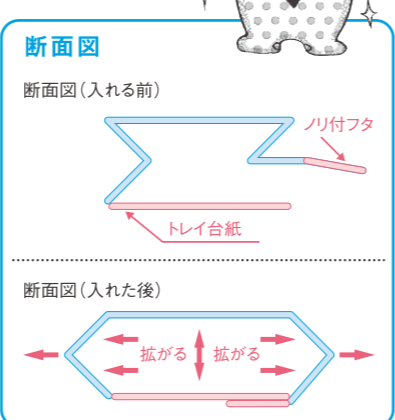 断面図
断面図(入れる前)
ノリ付フタ
トレイ台紙
断面図(入れた後)
拡がる 拡がる